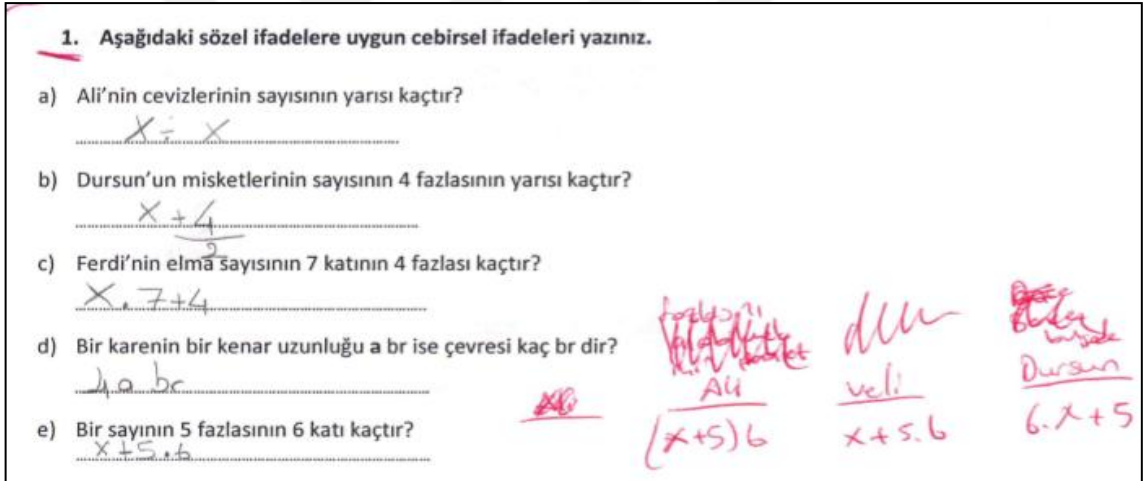 1. Aşağıdaki sözel ifadelere uygun cebirsel ifadeleri yazınız.
a) Ali’nin cevizlerinin sayısının yarısı kaçtır?
x ÷ x
b) Dursun’un misketlerinin sayısının 4 fazlasının yarısı kaçtır?
x + 4
2
c) Ferdi’nin elma sayısının 7 katının 4 fazlası kaçtır?
x . 7 + 4
d) Bir karenin bir kenar uzunluğu a br ise çevresi kaç br dir?
4 a br
e) Bir sayının 5 fazlasının 6 katı kaçtır?
x + 5 . 6
Ali veli Dursun
(x+5)6 x+5.6 6.x+5